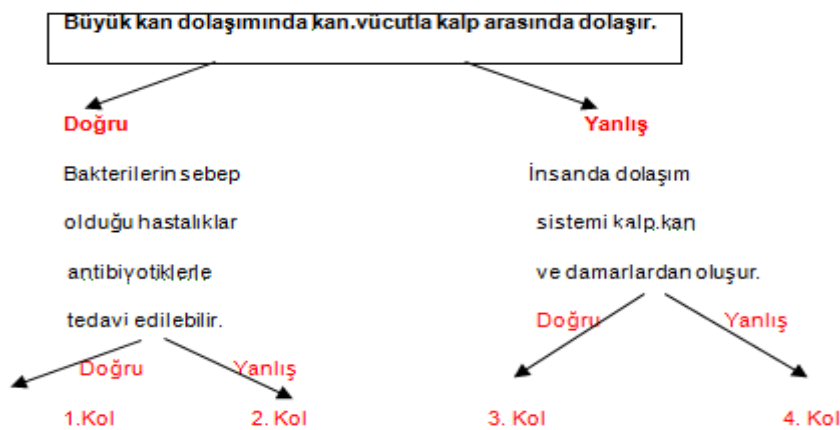 Büyük kan dolaşımında kan.vücutla kalp arasında dolaşır.
Doğru
Yanlış
Bakterilerin sebep
olduğu hastalıklar
antibiyotiklerle
tedavi edilebilir.
İnsanda dolaşım
sistemi kalp.kan
ve damarlardan oluşur.
Doğru
Yanlış
Doğru
Yanlış
1.Kol
2. Kol
3. Kol
4. Kol